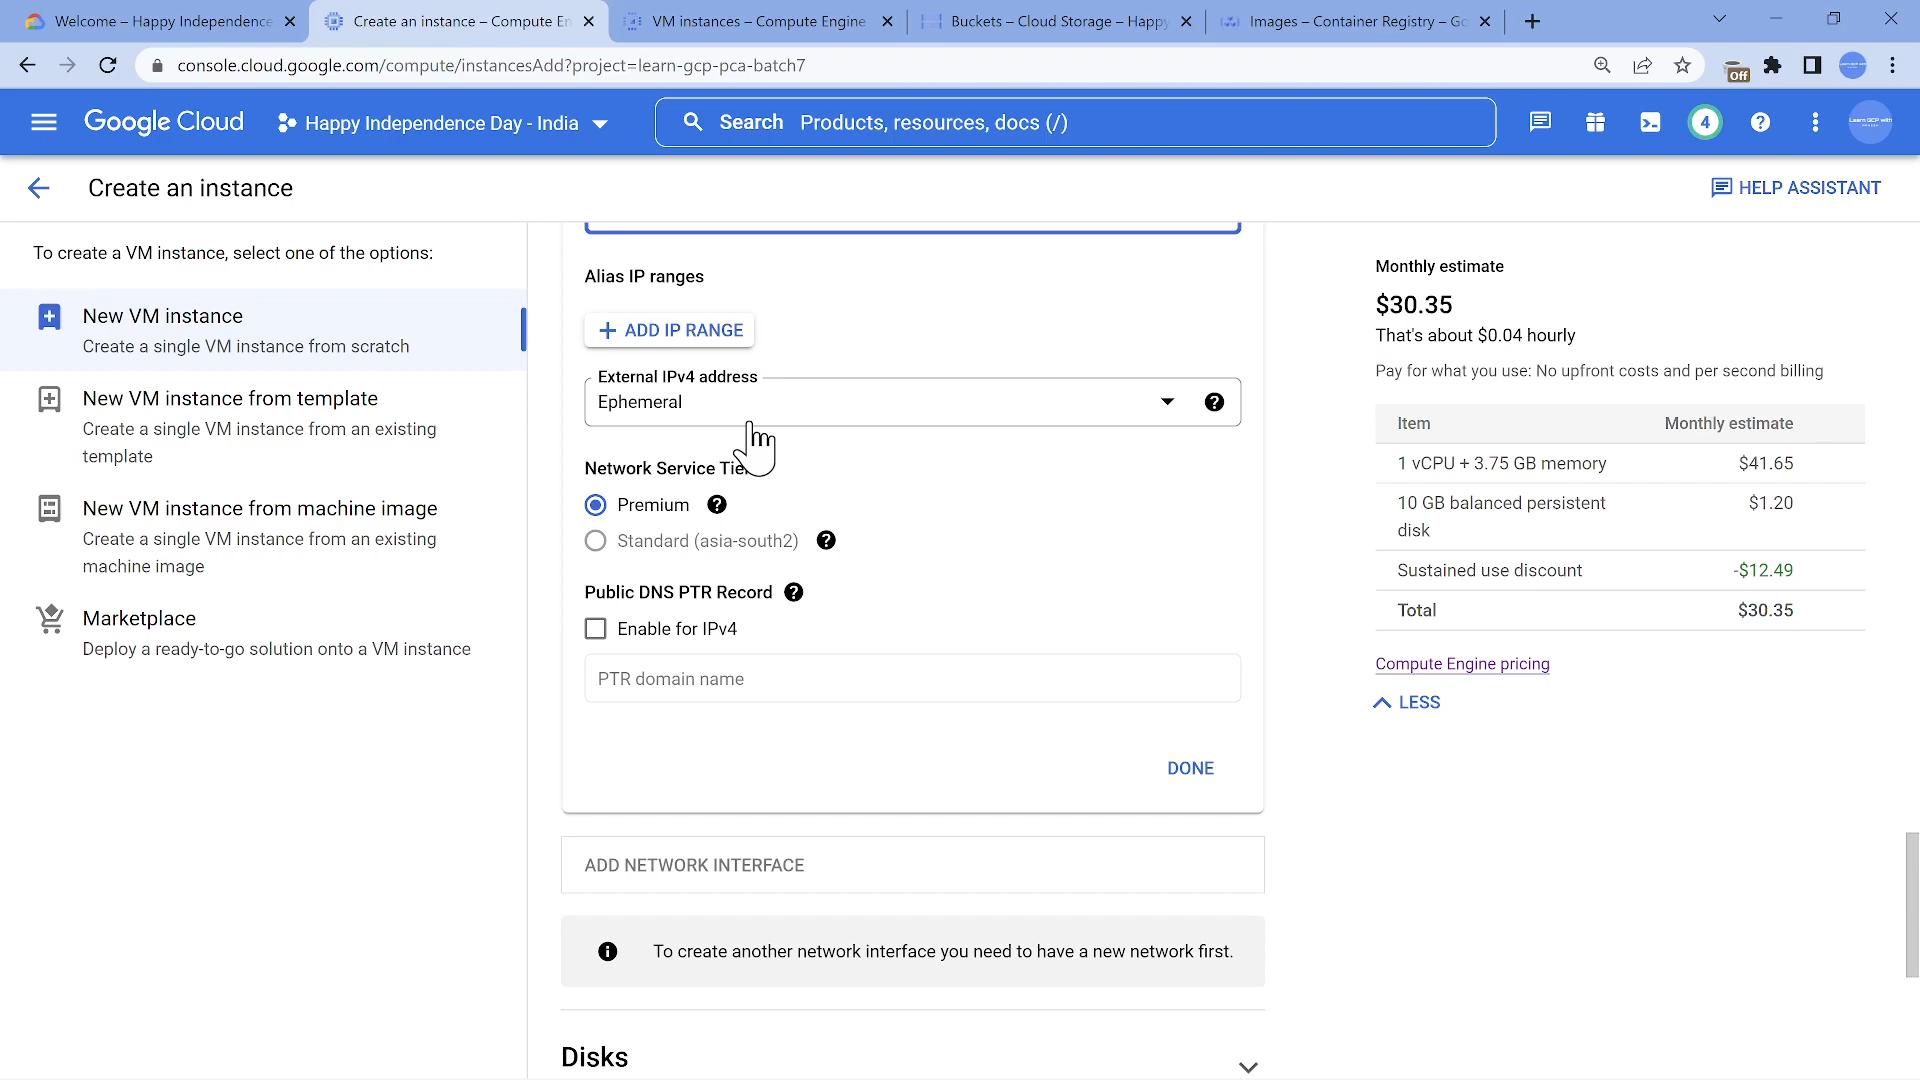 Welcome – Happy Independence
Create an instance – Compute En
VM instances – Compute Engine
Buckets – Cloud Storage – Happy
Images – Container Registry – Go
console.cloud.google.com/compute/instancesAdd?project=learn-gcp-pca-batch7
Off
Google Cloud
Happy Independence Day - India
Search Products, resources, docs (/)
4
Learn GCP with
Create an instance
HELP ASSISTANT
To create a VM instance, select one of the options:
New VM instance
Create a single VM instance from scratch
New VM instance from template
Create a single VM instance from an existing
template
New VM instance from machine image
Create a single VM instance from an existing
machine image
Marketplace
Deploy a ready-to-go solution onto a VM instance
Alias IP ranges
ADD IP RANGE
External IPv4 address
Ephemeral
Network Service Tie
Premium
Standard (asia-south2)
Public DNS PTR Record
Enable for IPv4
PTR domain name
DONE
ADD NETWORK INTERFACE
To create another network interface you need to have a new network first.
Disks
Monthly estimate
$30.35
That's about $0.04 hourly
Pay for what you use: No upfront costs and per second billing
Item Monthly estimate
1 vCPU + 3.75 GB memory $41.65
10 GB balanced persistent $1.20
disk
Sustained use discount -$12.49
Total $30.35
Compute Engine pricing
LESS